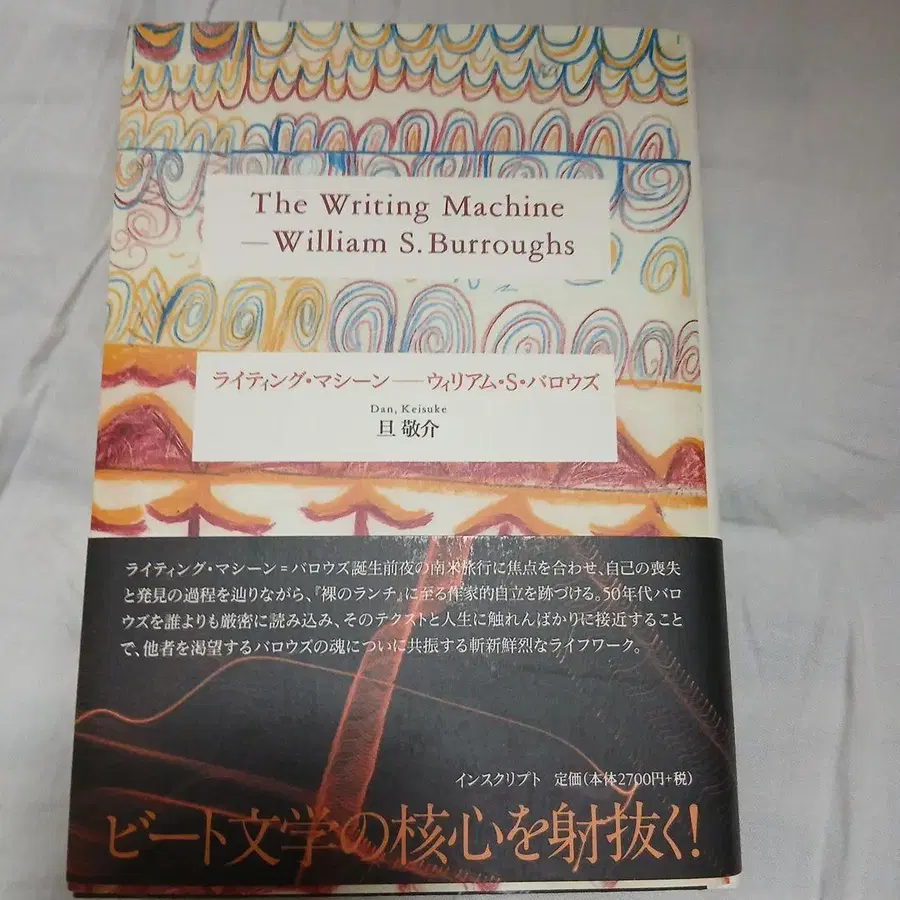 The Writing Machine
—William S. Burroughs
ライティング・マシーン——ウィリアム・S・バロウズ
Dan, Keisuke
旦 敬介
ライティング・マシーン=バロウズ誕生前夜の南米旅行に焦点を合わせ、自己の喪失
と発見の過程を辿りながら、『裸のランチ』に至る作家的自立を跡づける。50年代バロ
ウズを誰よりも厳密に読み込み、そのテクストと人生に触れんばかりに接近すること
で、他者を渇望するバロウズの魂についに共振する斬新鮮烈なライフワーク。
インスクリプト 定価(本体2700円+税)
ビート文学の核心を射抜く!